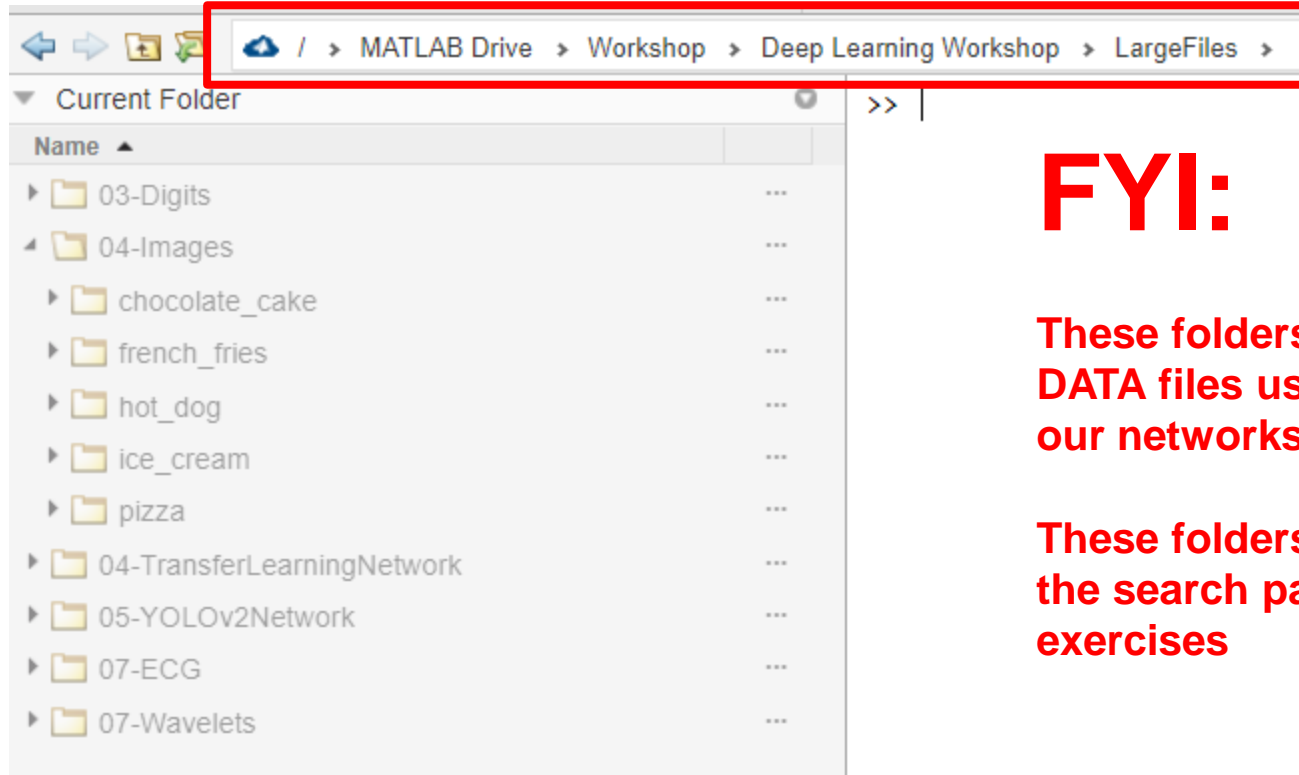 / > MATLAB Drive > Workshop > Deep Learning Workshop > LargeFiles >
Current Folder
Name
03-Digits
04-Images
chocolate_cake
french_fries
hot_dog
ice_cream
pizza
04-TransferLearningNetwork
05-YOLOv2Network
07-ECG
07-Wavelets
>>
FYI:
These folders
DATA files us
our networks
These folders
the search pa
exercises